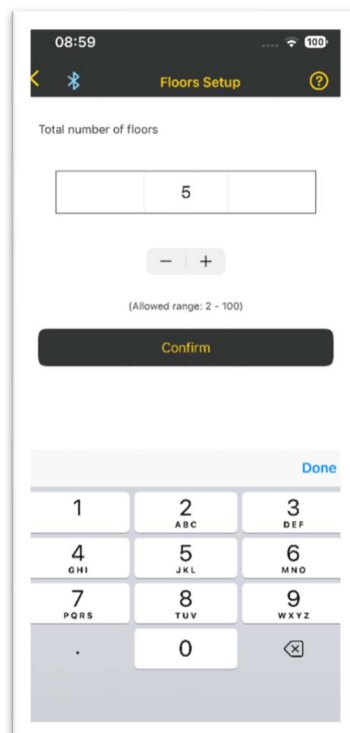 08:59
100
Floors Setup
?
Total number of floors
5
− +
(Allowed range: 2 - 100)
Confirm
Done
1 2 3
ABC DEF
4 5 6
GHI JKL MNO
7 8 9
PQRS TUV WXYZ
. 0